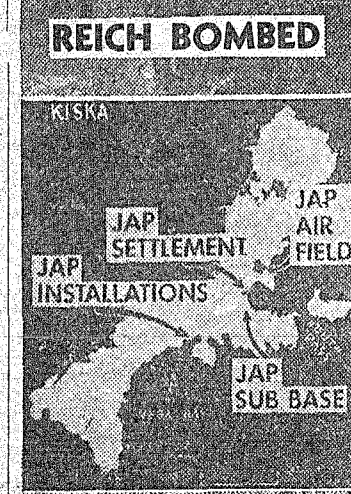 REICH BOMBED
KISKA
JAP
AIR
FIELD
JAP
SETTLEMENT
JAP
INSTALLATIONS
JAP
SUB BASE